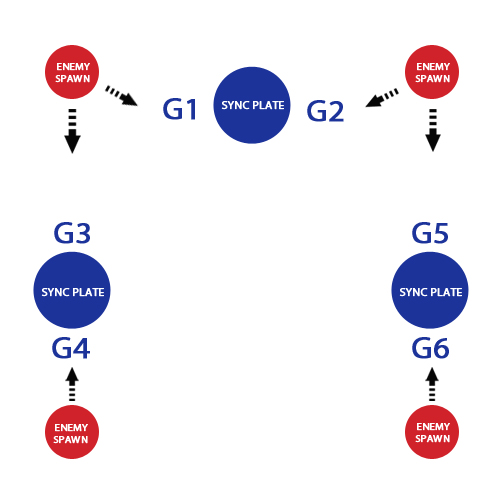 ENEMY
SPAWN
ENEMY
SPAWN
G1
SYNC PLATE
G2
G3
G5
SYNC PLATE
SYNC PLATE
G4
G6
ENEMY
SPAWN
ENEMY
SPAWN